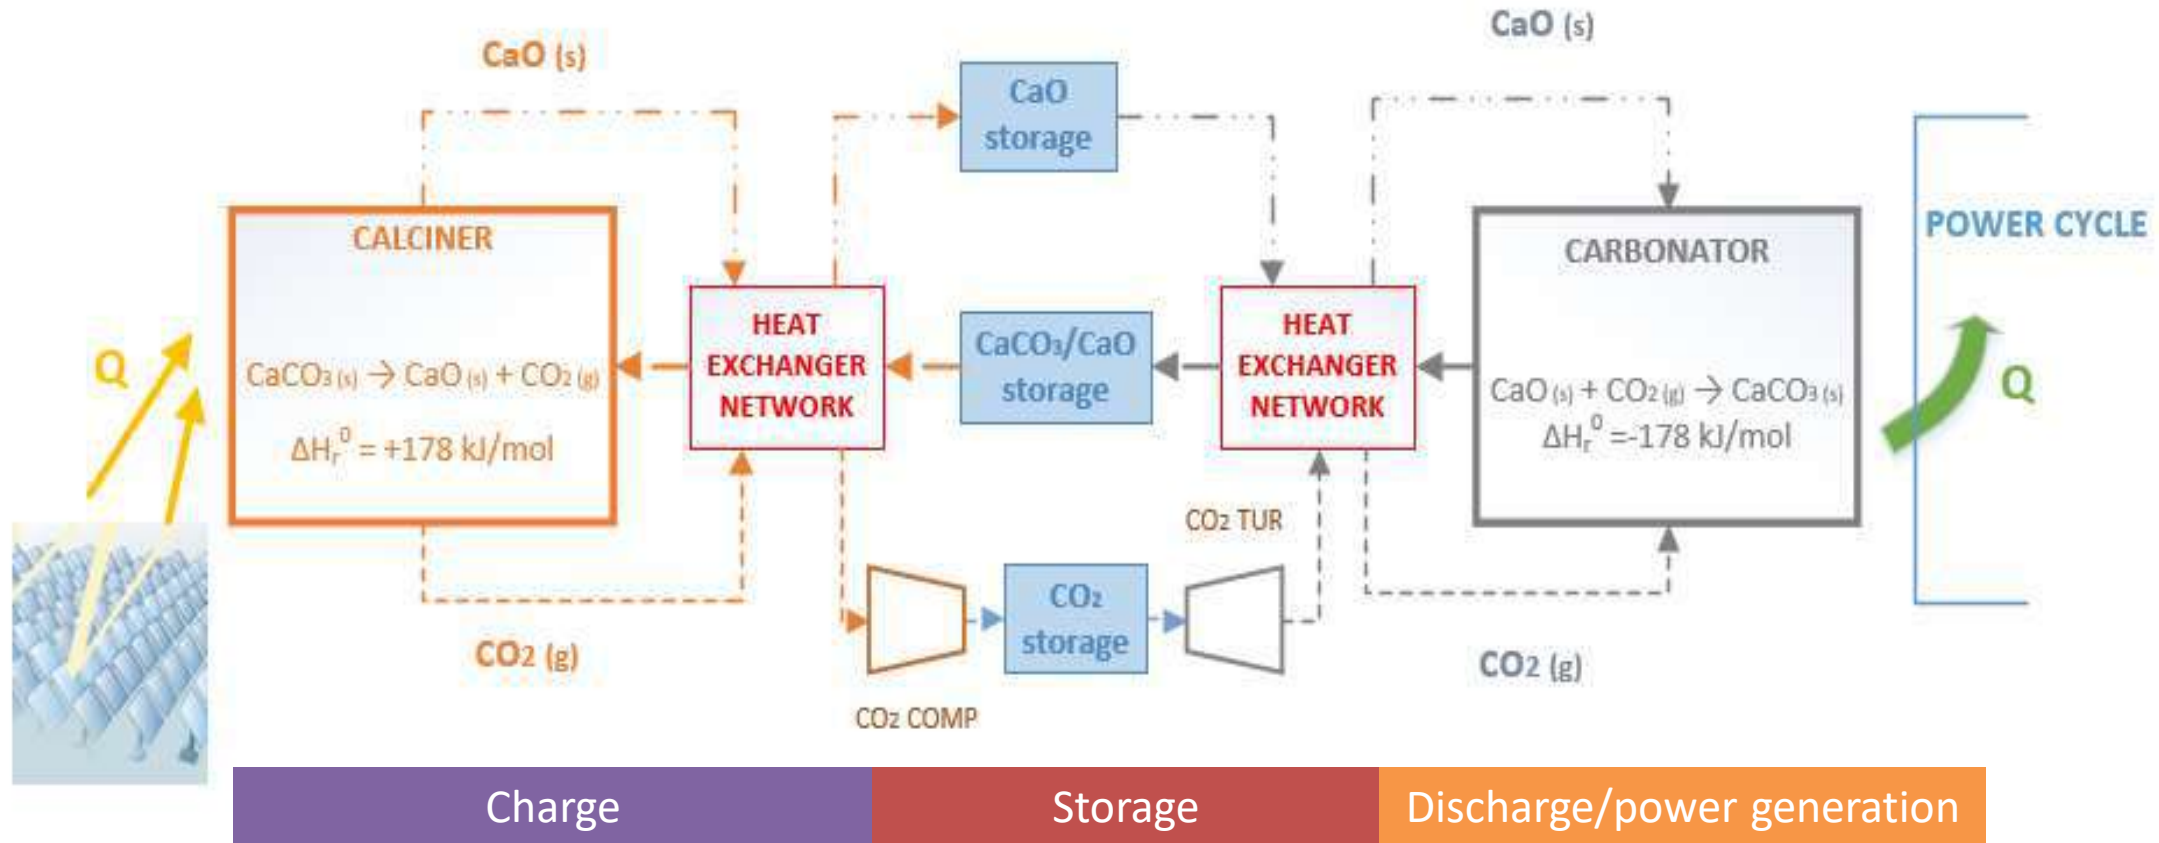 CaO (s)
CaO (s)
CaO
storage
CALCINER
CaCO₃ (s) → CaO (s) + CO₂ (g)
ΔHᵣ⁰ = +178 kJ/mol
Q
HEAT
EXCHANGER
NETWORK
CaCO₃/CaO
storage
HEAT
EXCHANGER
NETWORK
CARBONATOR
CaO (s) + CO₂ (g) → CaCO₃ (s)
ΔHᵣ⁰ =-178 kJ/mol
POWER CYCLE
Q
CO₂ TUR
CO₂
storage
CO2 (g)
CO2 (g)
CO₂ COMP
Charge
Storage
Discharge/power generation